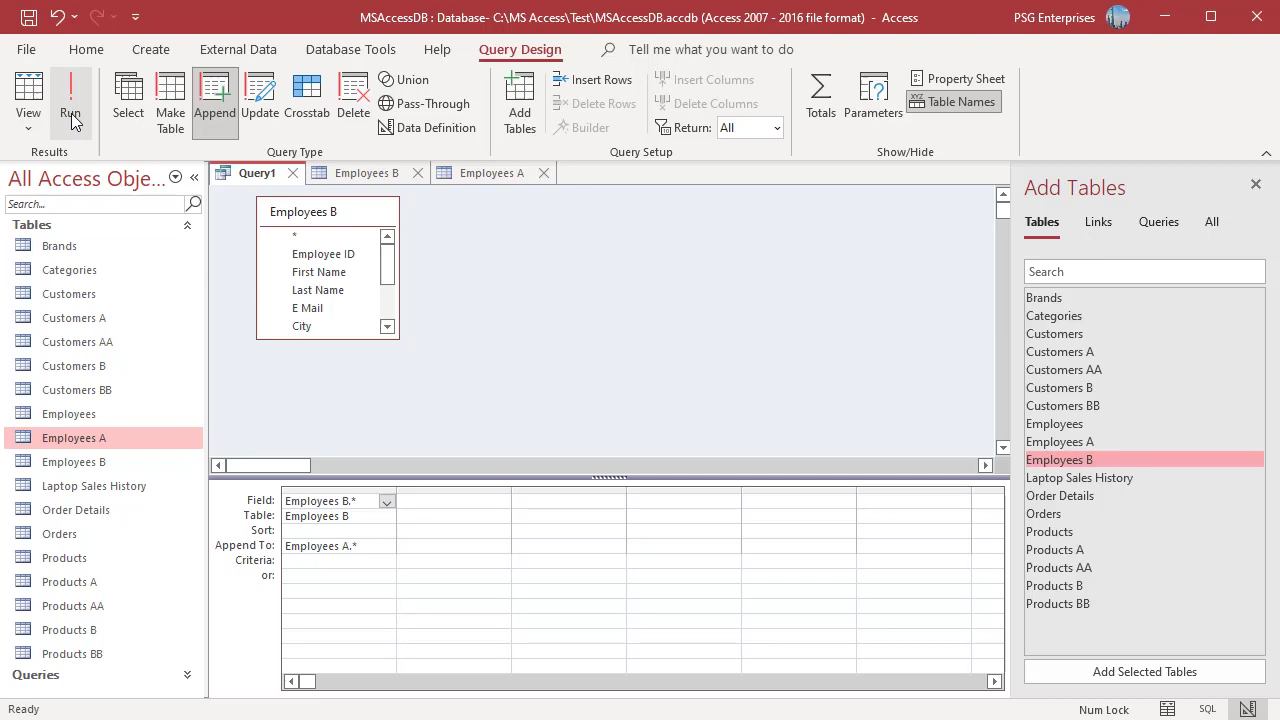 MSAccessDB : Database- C:\MS Access\Test\MSAccessDB.accdb (Access 2007 - 2016 file format) - Access
PSG Enterprises
File
Home
Create
External Data
Database Tools
Help
Query Design
Tell me what you want to do
View
Run
Select
Make Table
Append
Update
Crosstab
Delete
Union
Pass-Through
Data Definition
Add Tables
Insert Rows
Delete Rows
Builder
Insert Columns
Delete Columns
Return: All
Totals
Parameters
Property Sheet
XYZ
Table Names
Results
Query Type
Query Setup
Show/Hide
All Access Obje...
Search...
Tables
Brands
Categories
Customers
Customers A
Customers AA
Customers B
Customers BB
Employees
Employees A
Employees B
Laptop Sales History
Order Details
Orders
Products
Products A
Products AA
Products B
Products BB
Queries
Query1
Employees B
Employees A
Employees B
*
Employee ID
First Name
Last Name
E Mail
City
Field: Employees B.*
Table: Employees B
Sort:
Append To: Employees A.*
Criteria:
or:
Add Tables
Tables
Links
Queries
All
Search
Brands
Categories
Customers
Customers A
Customers AA
Customers B
Customers BB
Employees
Employees A
Employees B
Laptop Sales History
Order Details
Orders
Products
Products A
Products AA
Products B
Products BB
Add Selected Tables
Ready
Num Lock
SQL